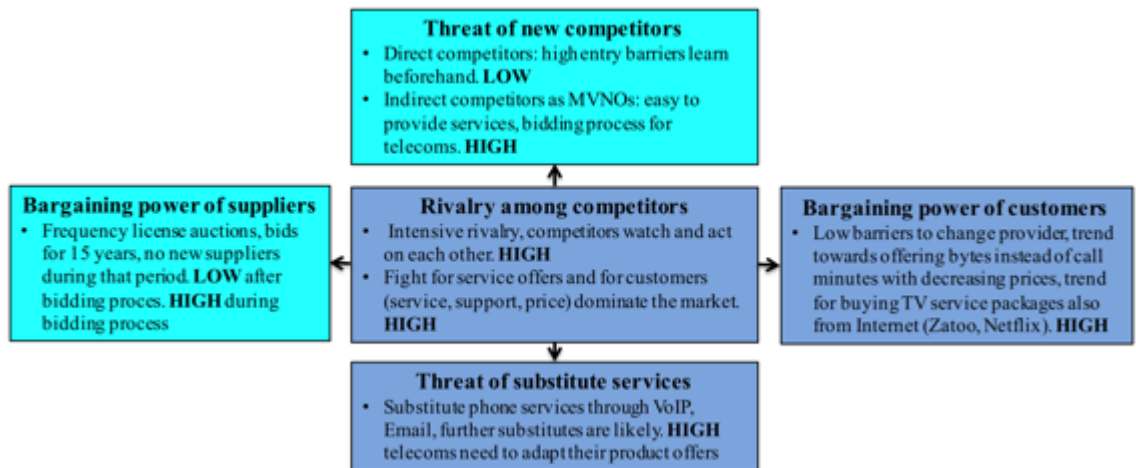 Threat of new competitors
• Direct competitors: high entry barriers learn
beforehand. LOW
• Indirect competitors as MVNOs: easy to
provide services, bidding process for
telecoms. HIGH
Bargaining power of suppliers
• Frequency license auctions, bids
for 15 years, no new suppliers
during that period. LOW after
bidding proces. HIGH during
bidding process
Rivalry among competitors
• Intensive rivalry, competitors watch and act
on each other. HIGH
• Fight for service offers and for customers
(service, support, price) dominate the market.
HIGH
Bargaining power of customers
• Low barriers to change provider, trend
towards offering bytes instead of call
minutes with decreasing prices, trend
for buying TV service packages also
from Internet (Zatoo, Netflix). HIGH
Threat of substitute services
• Substitute phone services through VoIP,
Email, further substitutes are likely. HIGH
telecoms need to adapt their product offers